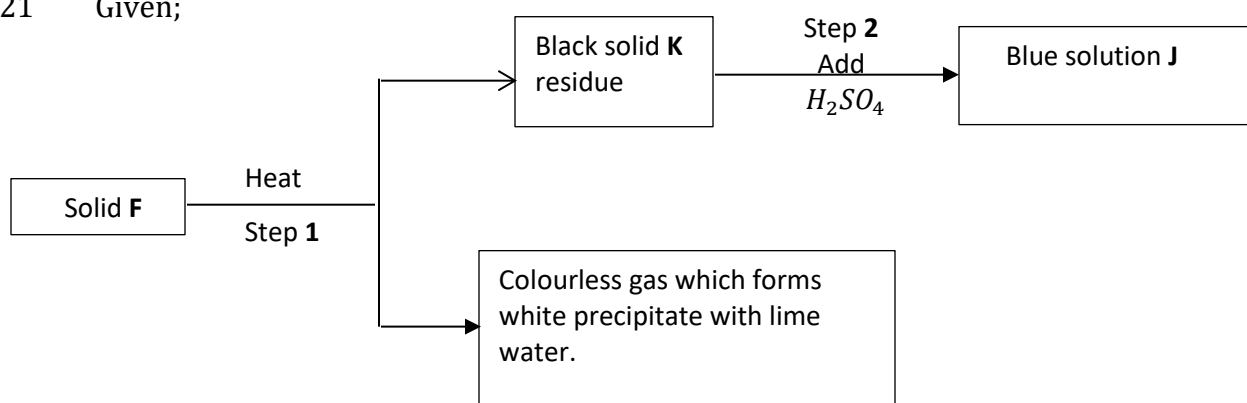 21 Given;
Black solid K
residue
Step 2
Add
H₂SO₄
Blue solution J
Solid F
Heat
Step 1
Colourless gas which forms
white precipitate with lime
water.